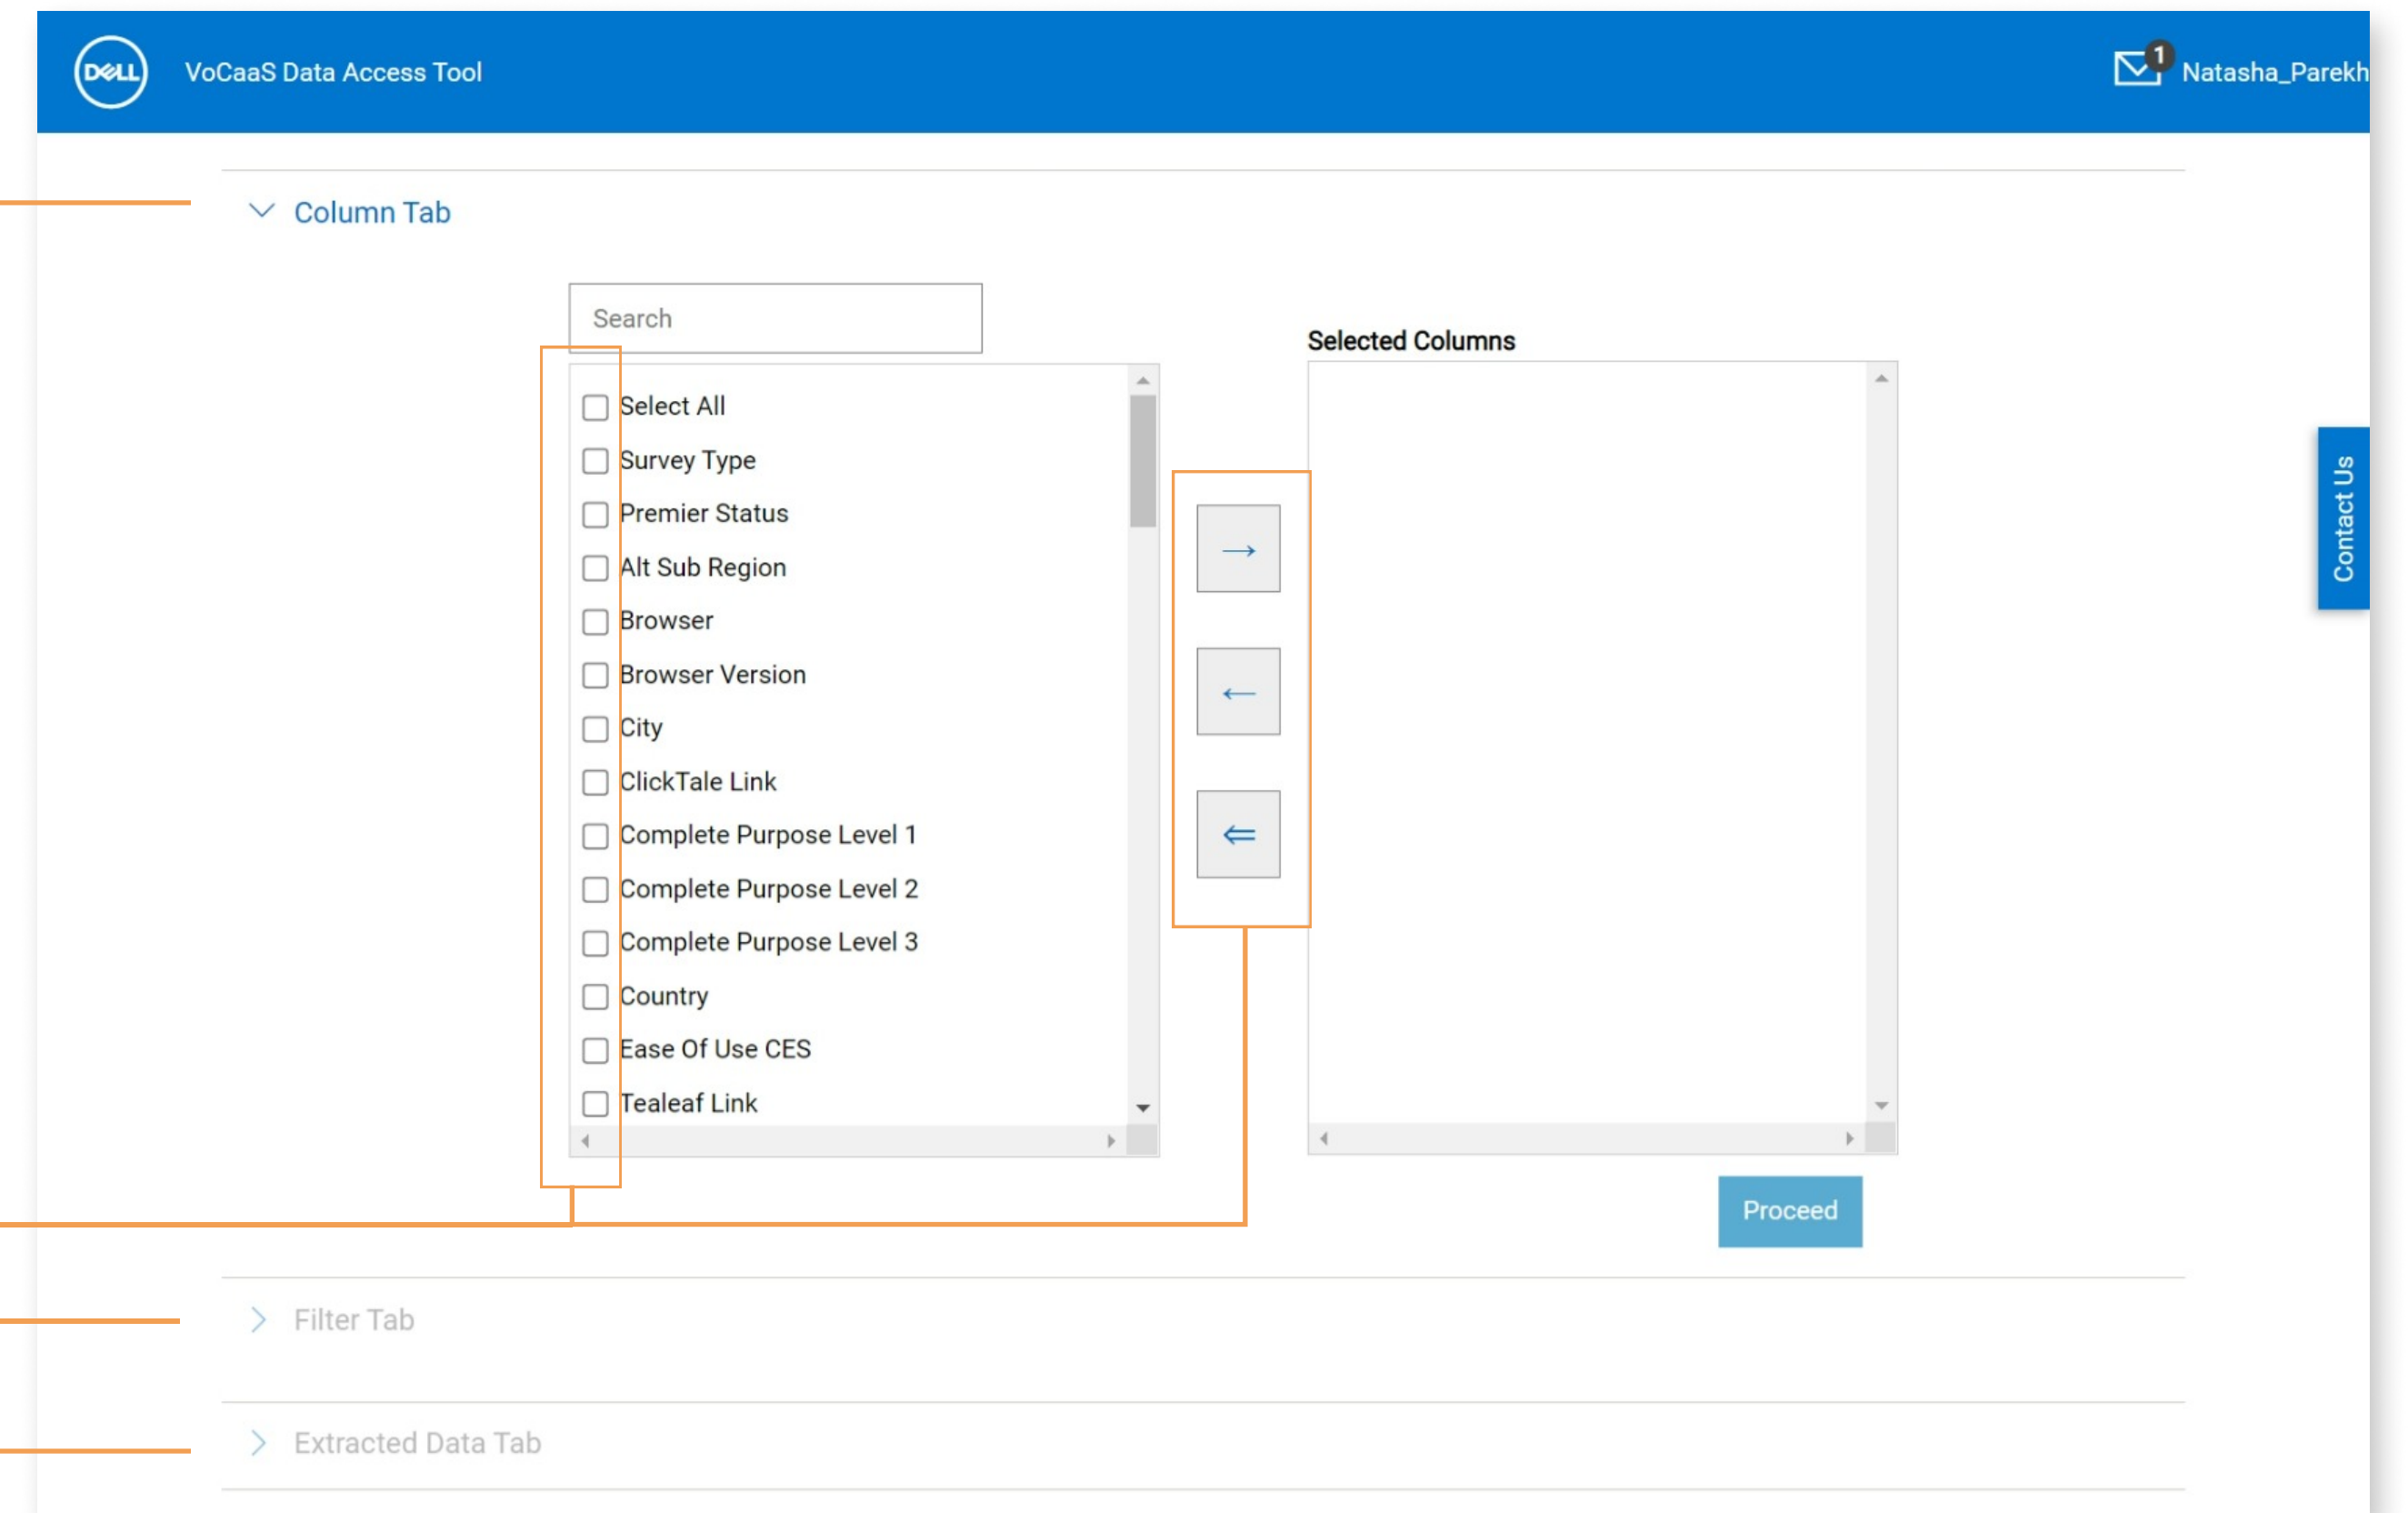 DELL
VoCaaS Data Access Tool
1
Natasha_Parekh
Column Tab
Search
Selected Columns
Select All
Survey Type
Premier Status
Alt Sub Region
Browser
Browser Version
City
ClickTale Link
Complete Purpose Level 1
Complete Purpose Level 2
Complete Purpose Level 3
Country
Ease Of Use CES
Tealeaf Link
→
←
⇐
Contact Us
Proceed
Filter Tab
Extracted Data Tab